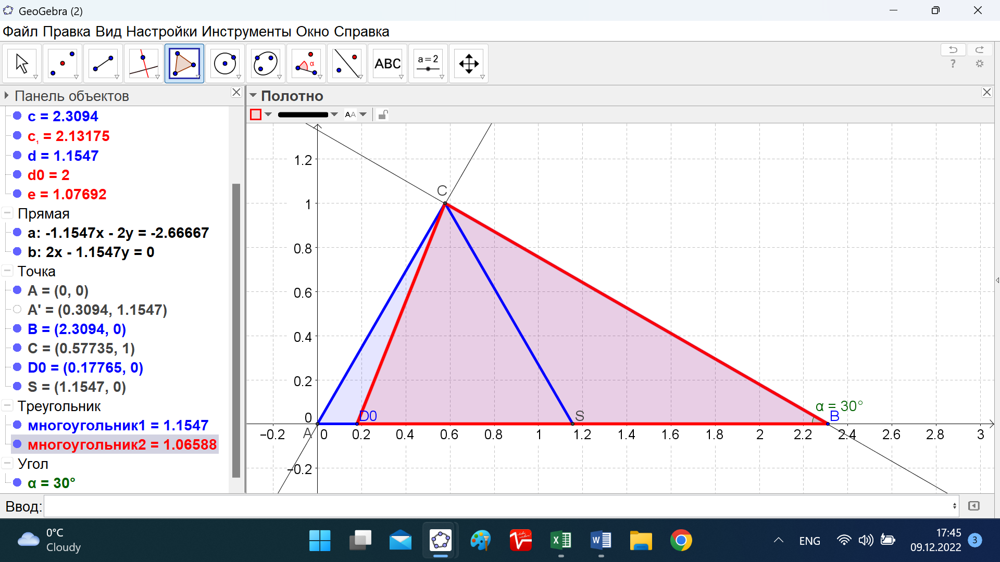 GeoGebra (2)
Файл Правка Вид Настройки Инструменты Окно Справка
α
ABC
a=2
?
Панель объектов
Полотно
AA
c = 2.3094
c₁ = 2.13175
d = 1.1547
d0 = 2
e = 1.07692
Прямая
a: -1.1547x - 2y = -2.66667
b: 2x - 1.1547y = 0
Точка
A = (0, 0)
A' = (0.3094, 1.1547)
B = (2.3094, 0)
C = (0.57735, 1)
D0 = (0.17765, 0)
S = (1.1547, 0)
Треугольник
многоугольник1 = 1.1547
многоугольник2 = 1.06588
Угол
α = 30°
1.2
C
1
0.8
0.6
0.4
0.2
α = 30°
0
D0
S
B
−0.2
A
0
0.2
0.4
0.6
0.8
1
1.2
1.4
1.6
1.8
2
2.2
2.4
2.6
2.8
3
−0.2
Ввод:
0°C
Cloudy
ENG
17:45
09.12.2022
3